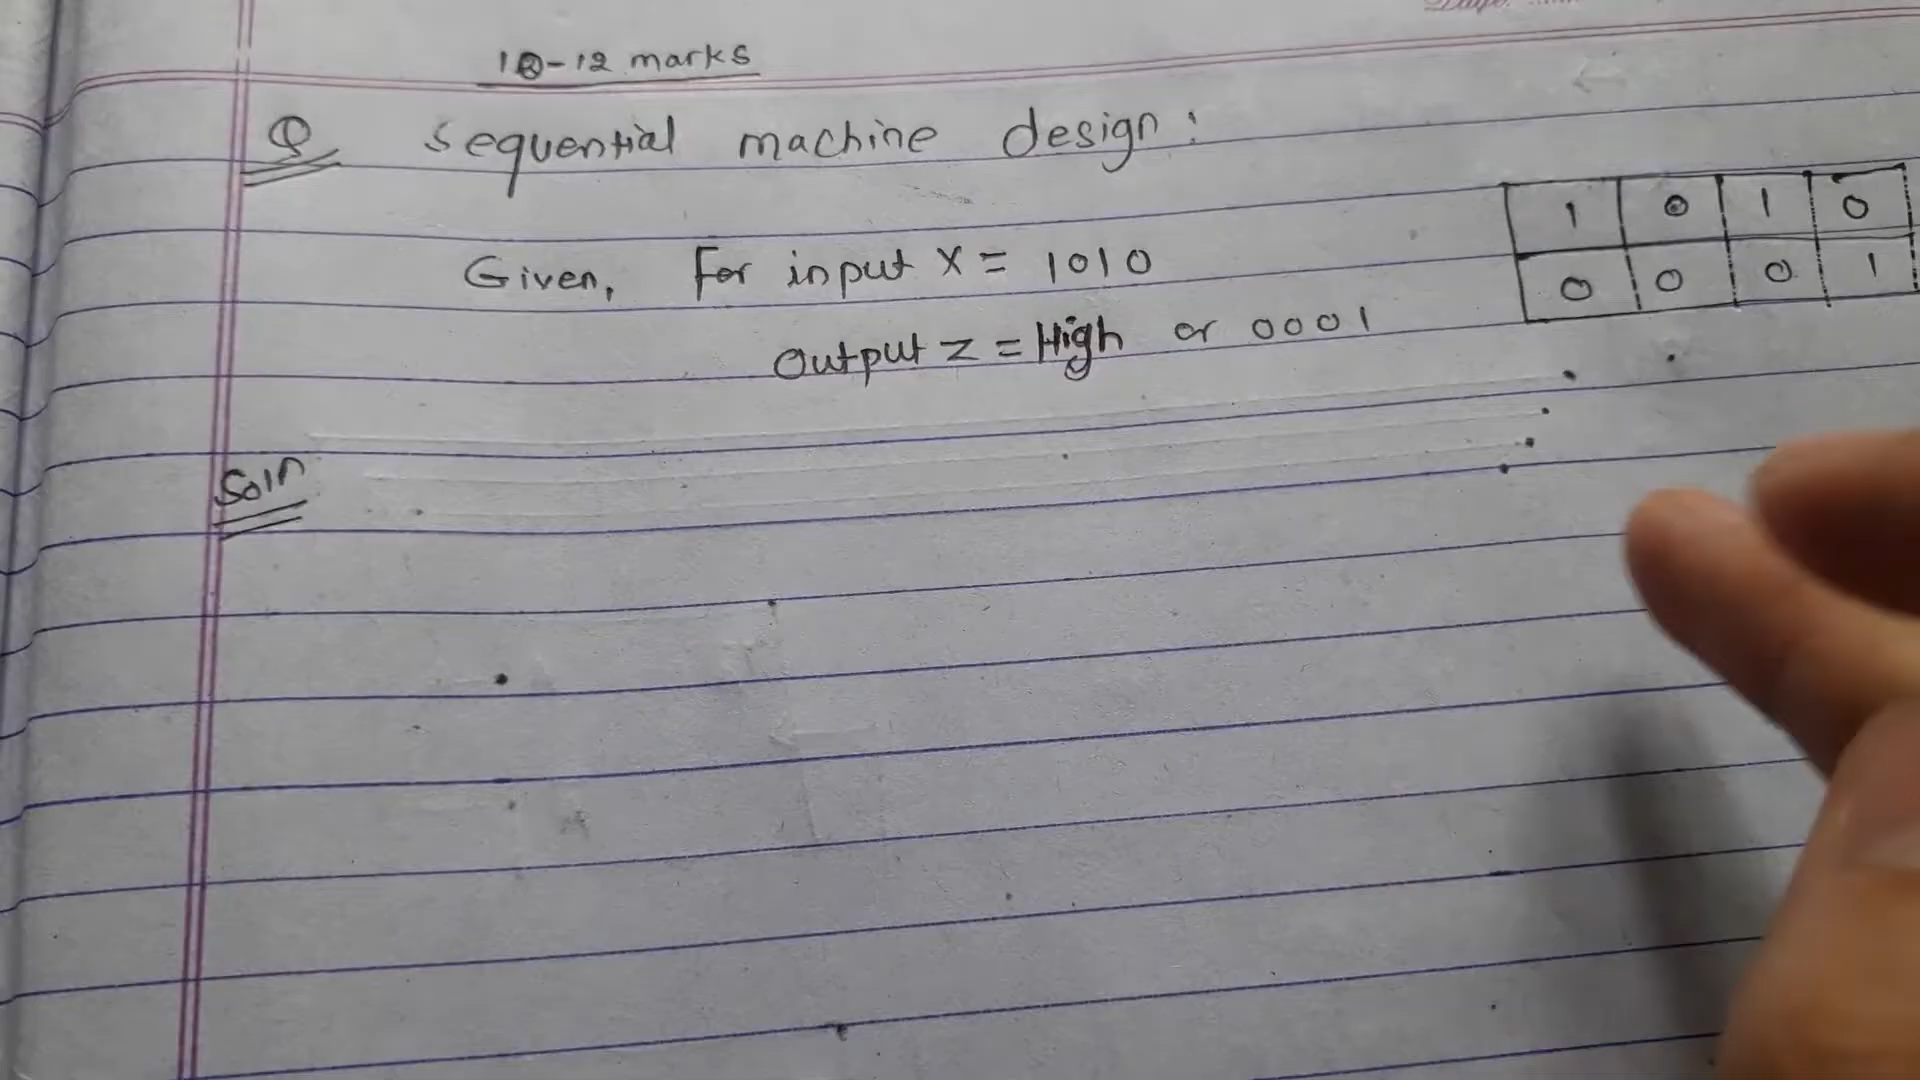 10-12 marks
Q Sequential machine design:
Given, For input X = 1010
Output Z = High or 0001
1 0 1 0
0 0 0 1
Soln